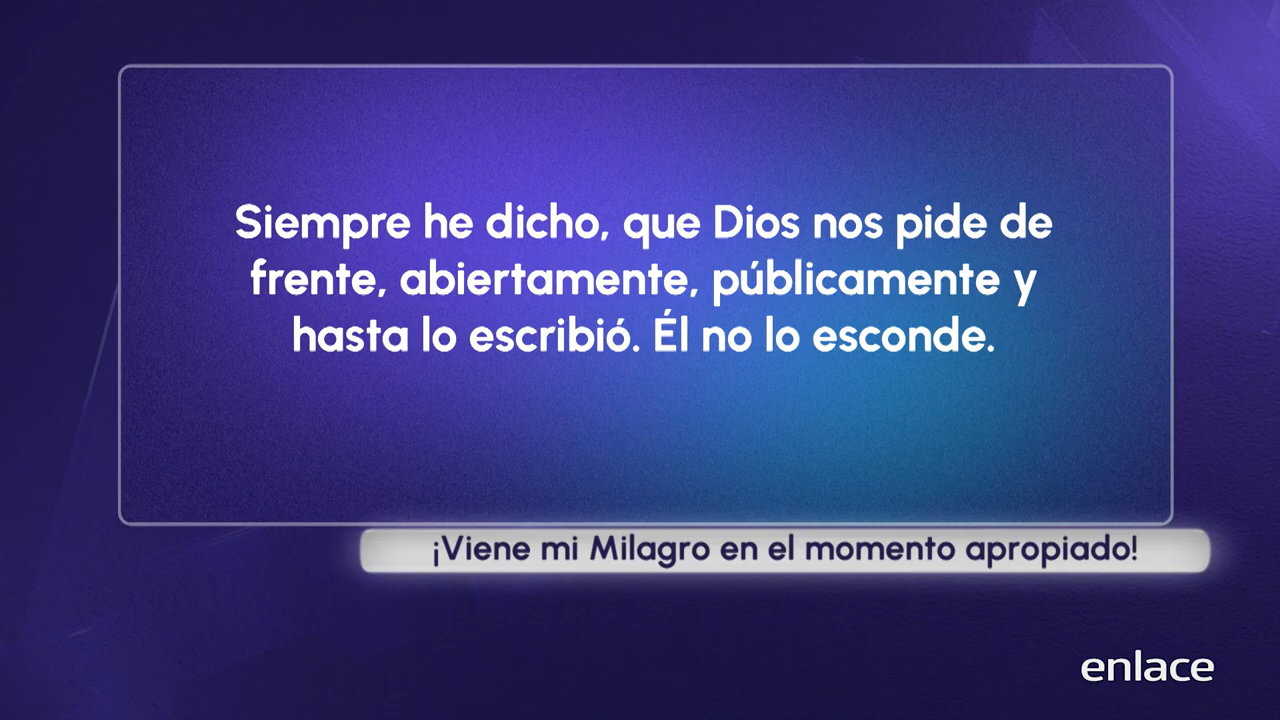 Siempre he dicho, que Dios nos pide de
frente, abiertamente, públicamente y
hasta lo escribió. Él no lo esconde.
¡Viene mi Milagro en el momento apropiado!
enlace